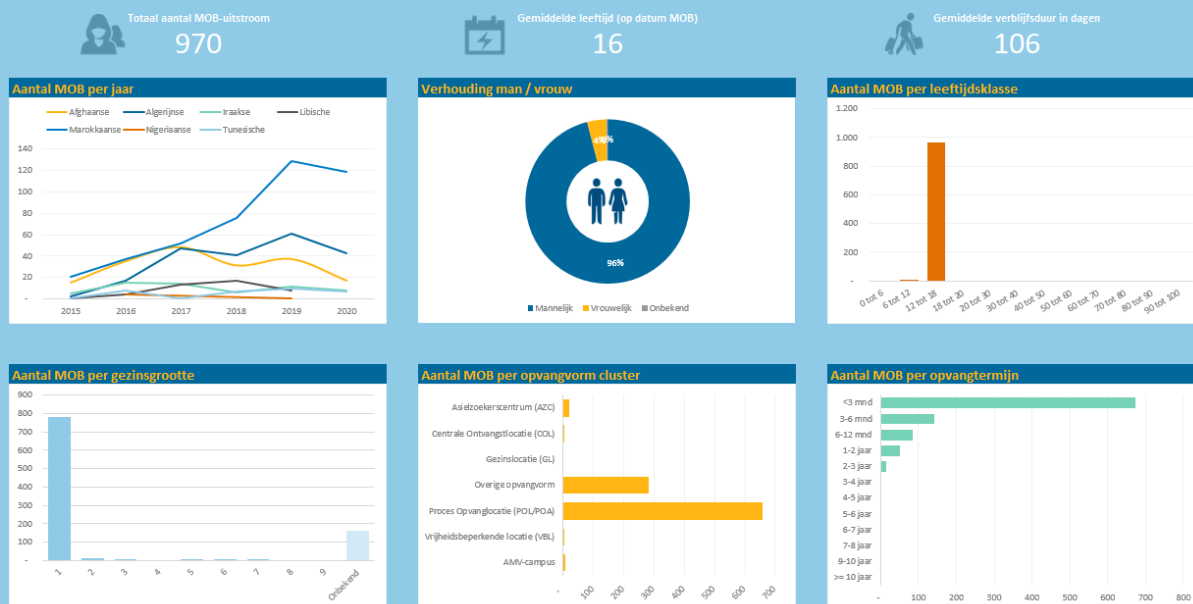 Totaal aantal MOB-uitstroom
970
Gemiddelde leeftijd (op datum MOB)
16
Gemiddelde verblijfsduur in dagen
106
Aantal MOB per jaar
Afghaanse Algerijnse Iraakse Libische
Marokkaanse Nigeriaanse Tunesische
140
120
100
80
60
40
20
-
2015 2016 2017 2018 2019 2020
Verhouding man / vrouw
4%
96%
Mannelijk Vrouwelijk Onbekend
Aantal MOB per leeftijdsklasse
1.200
1.000
800
600
400
200
-
0 tot 6 6 tot 12 12 tot 18 18 tot 20 20 tot 30 30 tot 40 40 tot 50 50 tot 60 60 tot 70 70 tot 80 80 tot 90 90 tot 100
Aantal MOB per gezinsgrootte
900
800
700
600
500
400
300
200
100
-
1 2 3 4 5 6 7 8 9 Onbekend
Aantal MOB per opvangvorm cluster
Asielzoekerscentrum (AZC)
Centrale Ontvangstlocatie (COL)
Gezinslocatie (GL)
Overige opvangvorm
Proces Opvanglocatie (POL/POA)
Vrijheidsbeperkende locatie (VBL)
AMV-campus
- 100 200 300 400 500 600 700
Aantal MOB per opvangtermijn
<3 mnd
3-6 mnd
6-12 mnd
1-2 jaar
2-3 jaar
3-4 jaar
4-5 jaar
5-6 jaar
6-7 jaar
7-8 jaar
9-10 jaar
>= 10 jaar
- 100 200 300 400 500 600 700 800